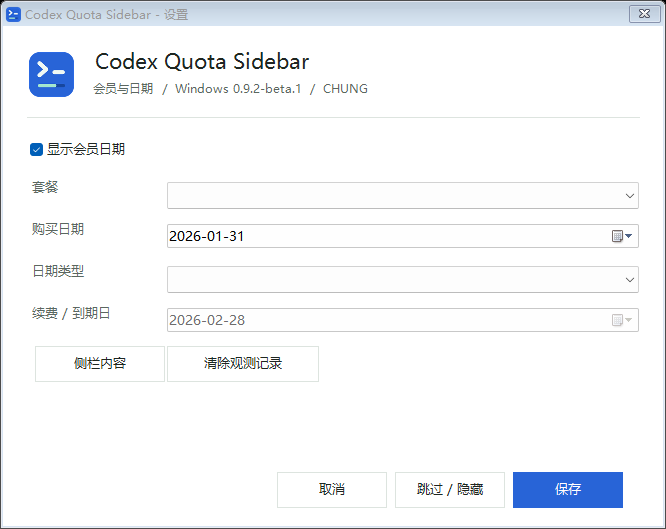 Codex Quota Sidebar - 设置
Codex Quota Sidebar
会员与日期 / Windows 0.9.2-beta.1 / CHUNG
显示会员日期
套餐
购买日期 2026-01-31
日期类型
续费 / 到期日 2026-02-28
侧栏内容 清除观测记录
取消 跳过 / 隐藏 保存